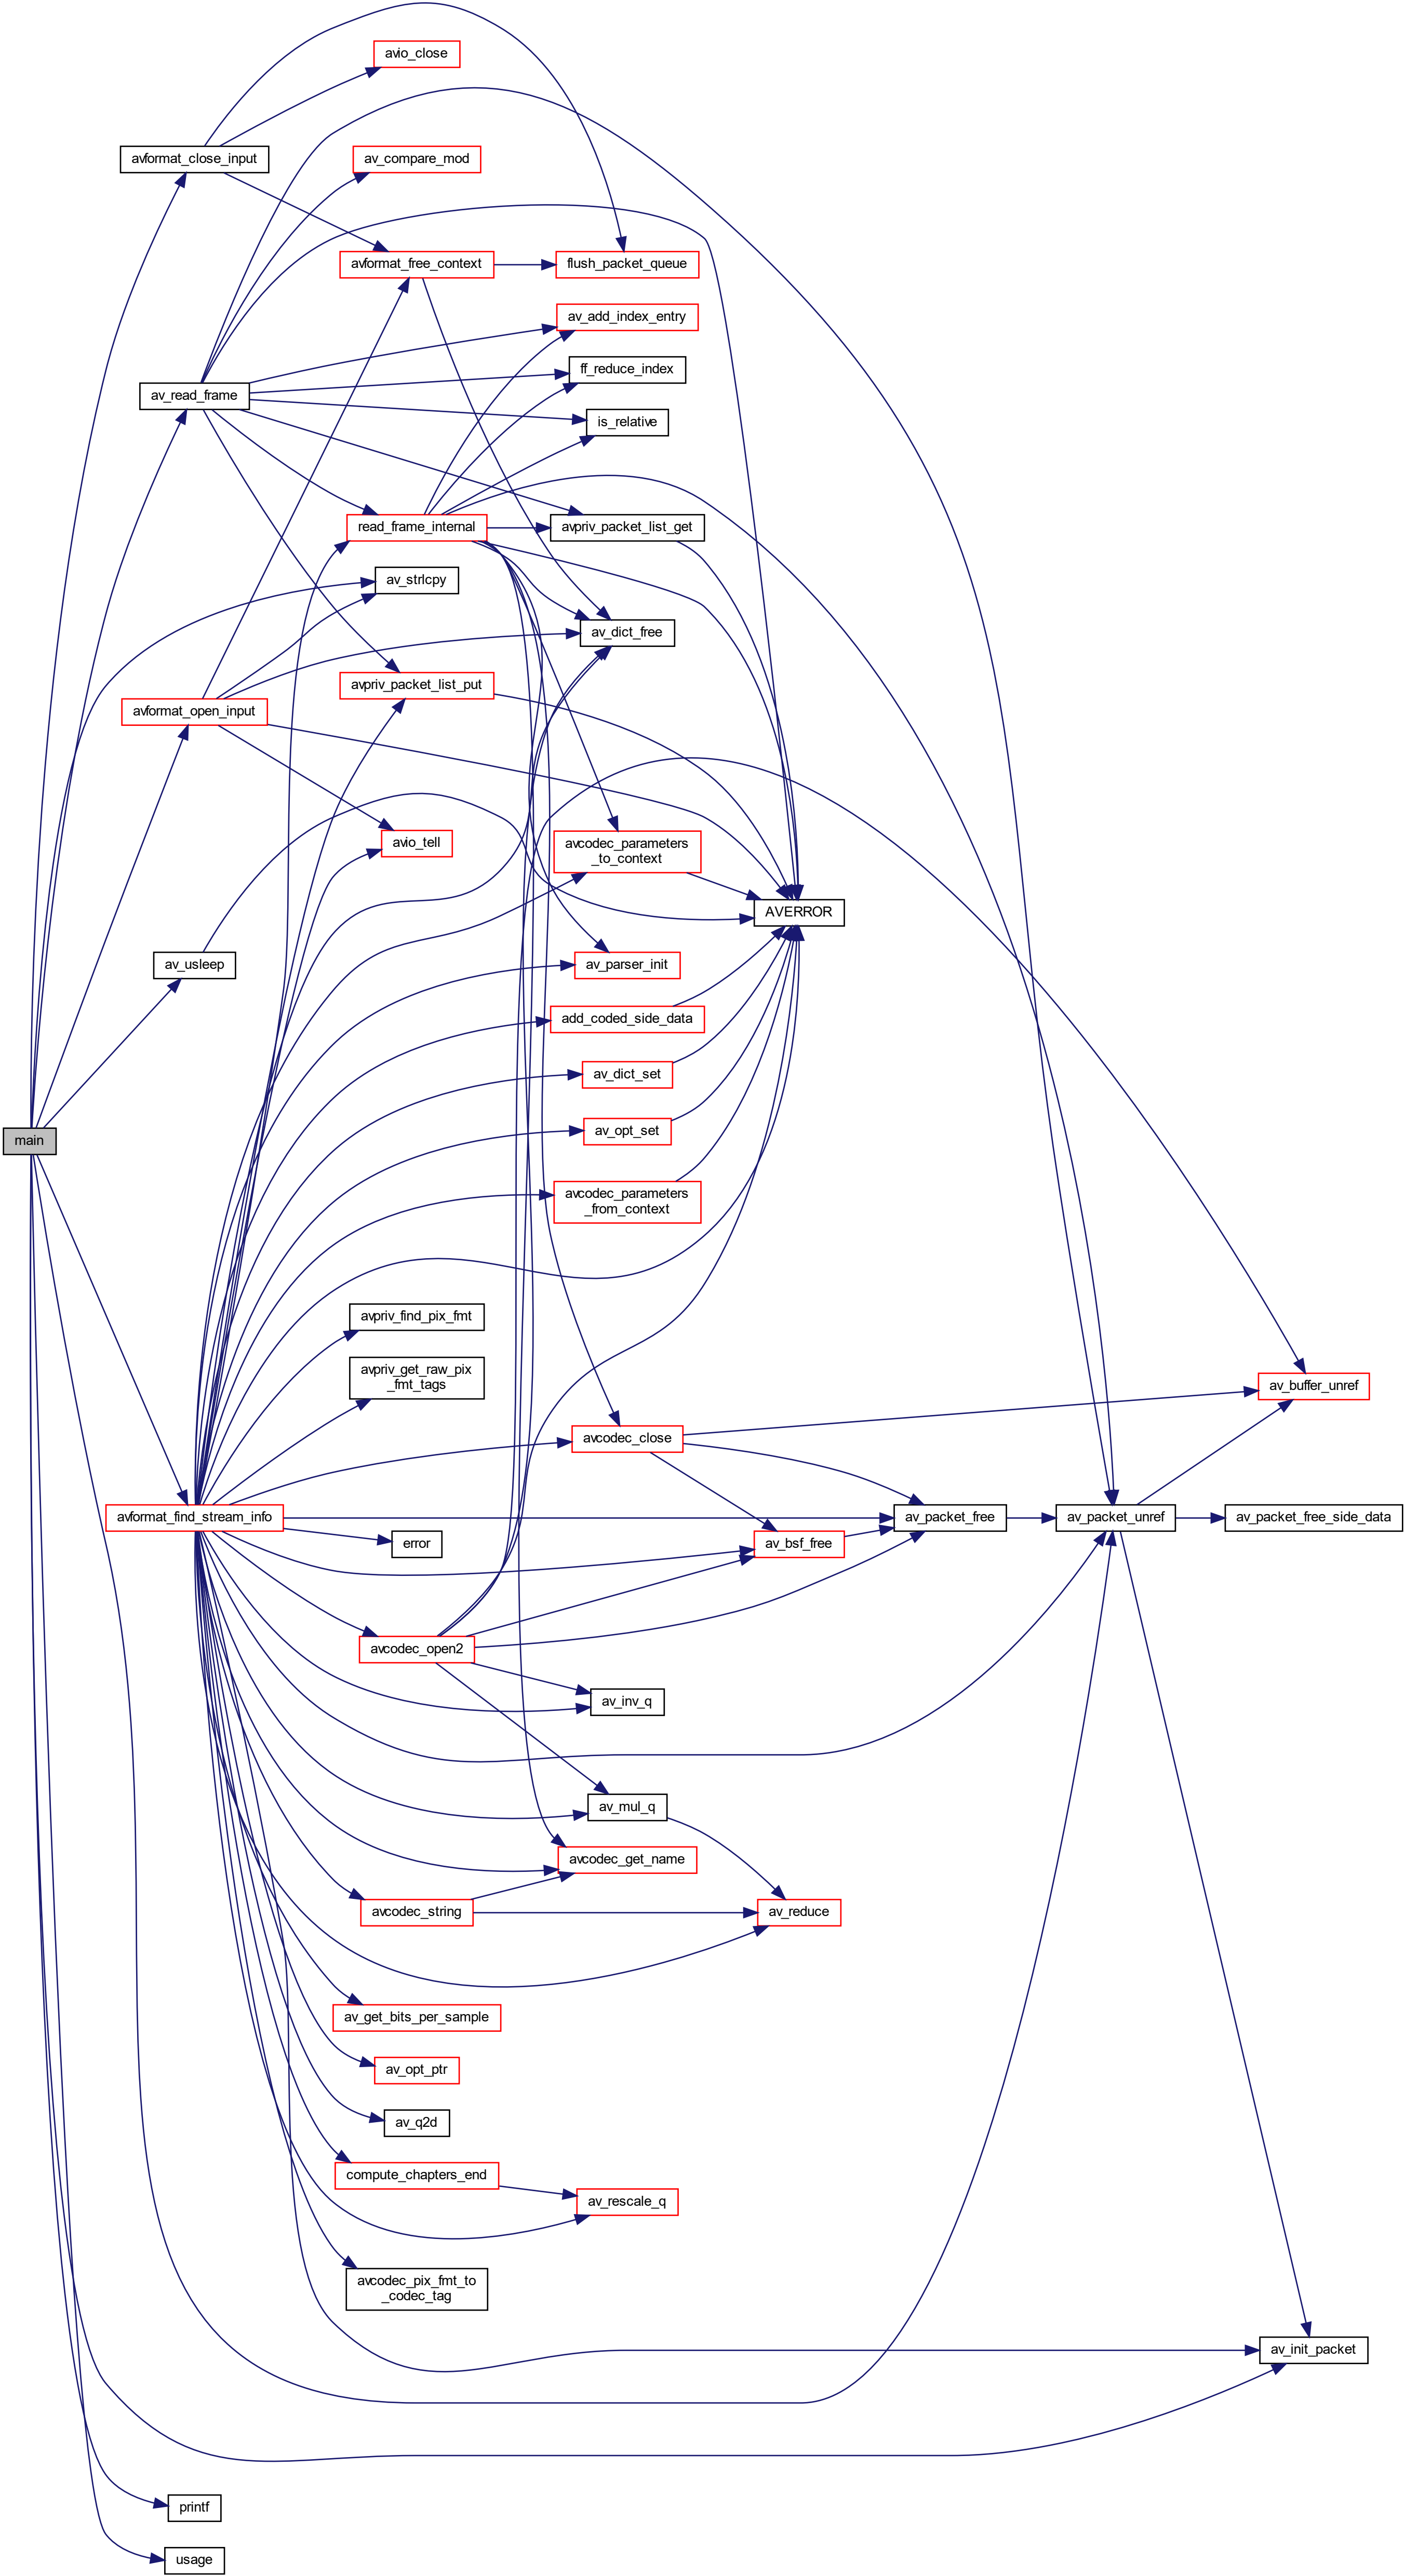 avio_close
avformat_close_input
av_compare_mod
avformat_free_context
flush_packet_queue
av_add_index_entry
ff_reduce_index
av_read_frame
is_relative
read_frame_internal
avpriv_packet_list_get
av_strlcpy
av_dict_free
avpriv_packet_list_put
avformat_open_input
avio_tell
avcodec_parameters
_to_context
AVERROR
av_usleep
av_parser_init
add_coded_side_data
av_dict_set
av_opt_set
main
avcodec_parameters
_from_context
avpriv_find_pix_fmt
avpriv_get_raw_pix
_fmt_tags
av_buffer_unref
avcodec_close
avformat_find_stream_info
av_packet_free
av_packet_unref
av_packet_free_side_data
error
av_bsf_free
avcodec_open2
av_inv_q
av_mul_q
avcodec_get_name
avcodec_string
av_reduce
av_get_bits_per_sample
av_opt_ptr
av_q2d
compute_chapters_end
av_rescale_q
avcodec_pix_fmt_to
_codec_tag
av_init_packet
printf
usage